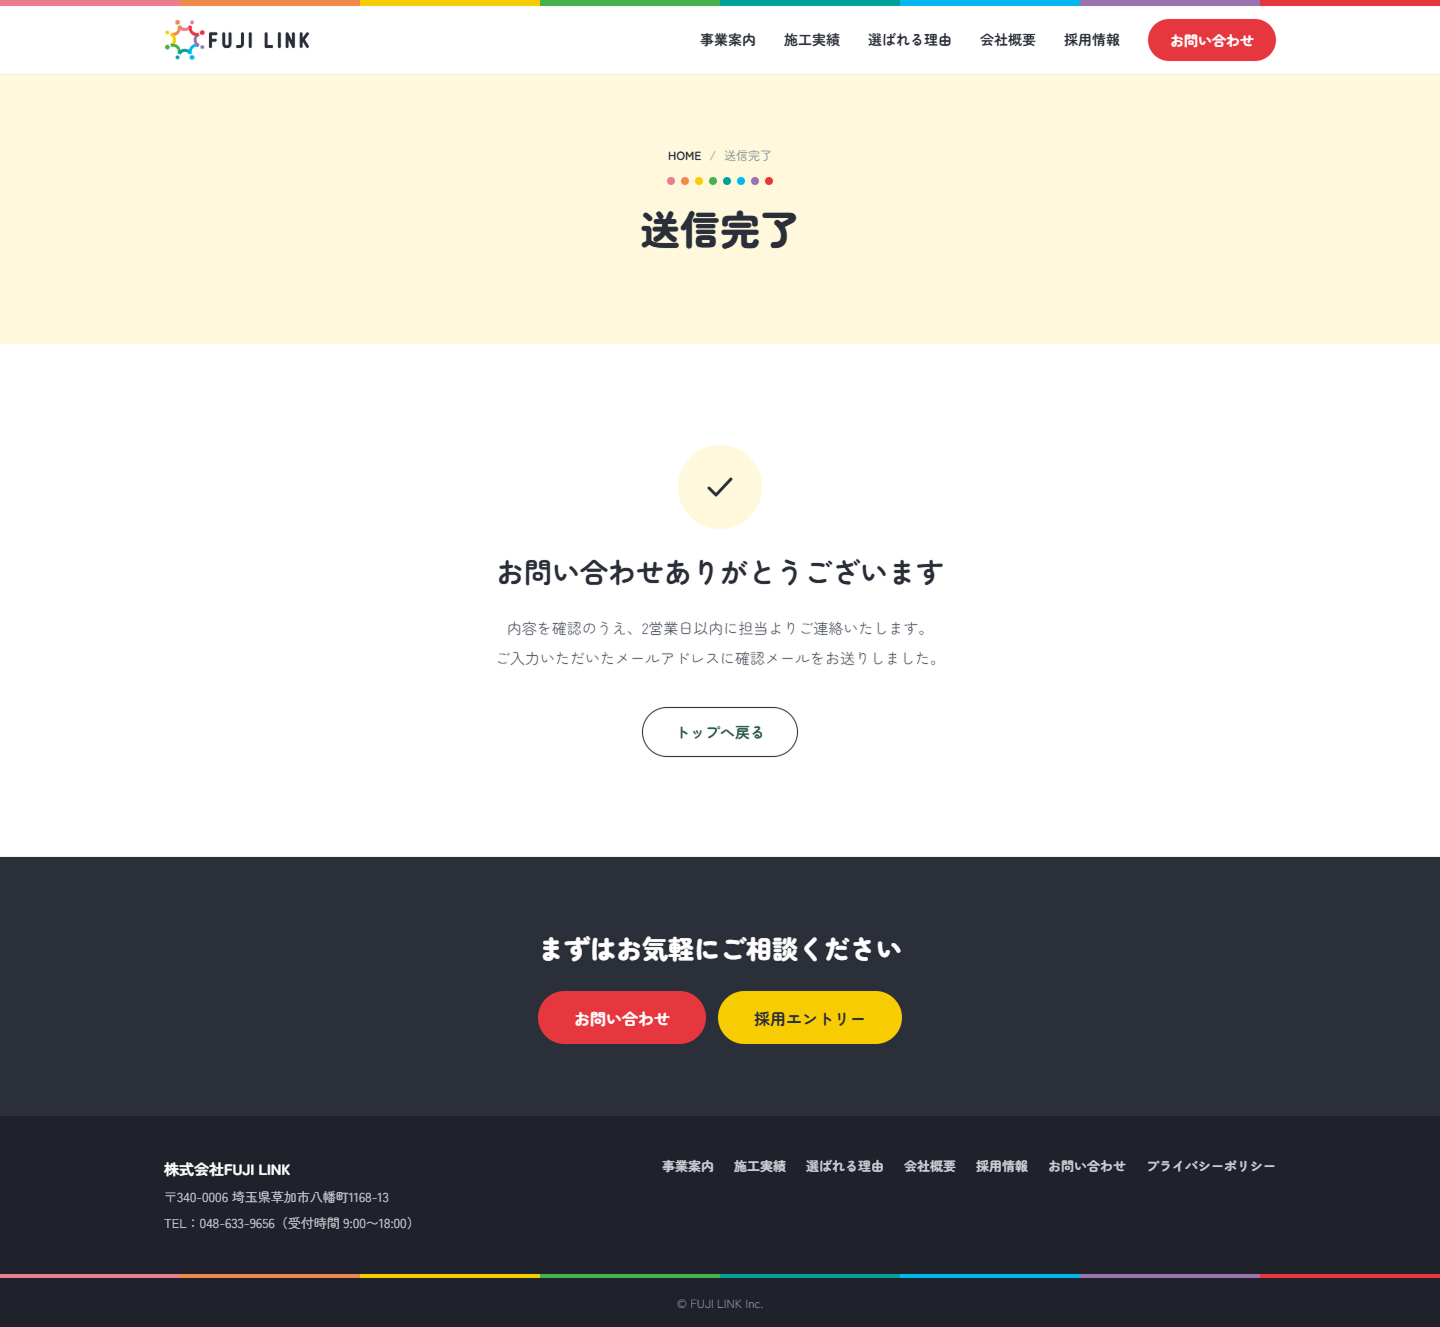 FUJI LINK
事業案内 施工実績 選ばれる理由 会社概要 採用情報 お問い合わせ
HOME / 送信完了
送信完了
お問い合わせありがとうございます
内容を確認のうえ、2営業日以内に担当よりご連絡いたします。
ご入力いただいたメールアドレスに確認メールをお送りしました。
トップへ戻る
まずはお気軽にご相談ください
お問い合わせ 採用エントリー
株式会社FUJI LINK
〒340-0006 埼玉県草加市八幡町1168-13
TEL：048-633-9656（受付時間 9:00〜18:00）
事業案内 施工実績 選ばれる理由 会社概要 採用情報 お問い合わせ プライバシーポリシー
© FUJI LINK Inc.